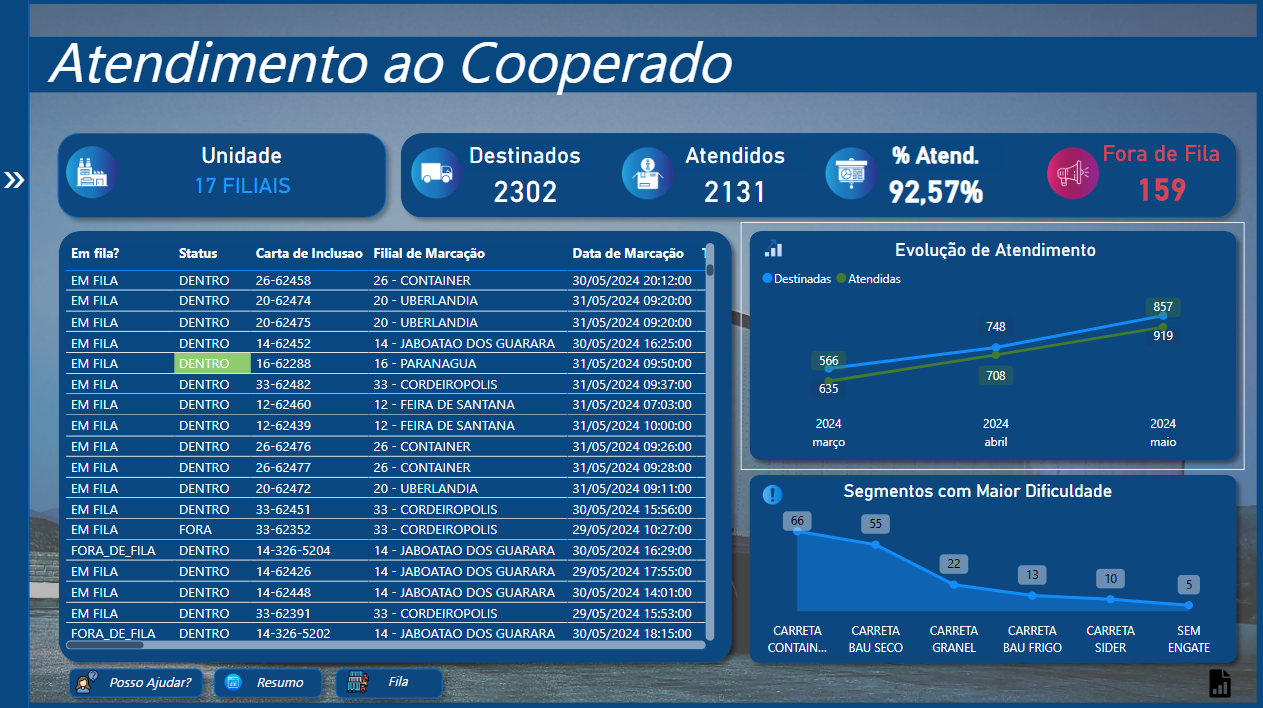 Atendimento ao Cooperado
»
Unidade
17 FILIAIS
Destinados
2302
Atendidos
2131
% Atend.
92,57%
Fora de Fila
159
Em fila? Status Carta de Inclusao Filial de Marcação Data de Marcação
EM FILA DENTRO 26-62458 26 - CONTAINER 30/05/2024 20:12:00
EM FILA DENTRO 20-62474 20 - UBERLANDIA 31/05/2024 09:20:00
EM FILA DENTRO 20-62475 20 - UBERLANDIA 31/05/2024 09:20:00
EM FILA DENTRO 14-62452 14 - JABOATAO DOS GUARARA 30/05/2024 16:25:00
EM FILA DENTRO 16-62288 16 - PARANAGUA 31/05/2024 09:50:00
EM FILA DENTRO 33-62482 33 - CORDEIROPOLIS 31/05/2024 09:37:00
EM FILA DENTRO 12-62460 12 - FEIRA DE SANTANA 31/05/2024 07:03:00
EM FILA DENTRO 12-62439 12 - FEIRA DE SANTANA 31/05/2024 10:00:00
EM FILA DENTRO 26-62476 26 - CONTAINER 31/05/2024 09:26:00
EM FILA DENTRO 26-62477 26 - CONTAINER 31/05/2024 09:28:00
EM FILA DENTRO 20-62472 20 - UBERLANDIA 31/05/2024 09:11:00
EM FILA DENTRO 33-62451 33 - CORDEIROPOLIS 30/05/2024 15:56:00
EM FILA FORA 33-62352 33 - CORDEIROPOLIS 29/05/2024 10:27:00
FORA_DE_FILA DENTRO 14-326-5204 14 - JABOATAO DOS GUARARA 30/05/2024 16:29:00
EM FILA DENTRO 14-62426 14 - JABOATAO DOS GUARARA 29/05/2024 17:55:00
EM FILA DENTRO 14-62448 14 - JABOATAO DOS GUARARA 30/05/2024 14:01:00
EM FILA DENTRO 33-62391 33 - CORDEIROPOLIS 29/05/2024 15:53:00
FORA_DE_FILA DENTRO 14-326-5202 14 - JABOATAO DOS GUARARA 30/05/2024 18:15:00
Evolução de Atendimento
Destinadas Atendidas
566 748 857
635 708 919
2024 2024 2024
março abril maio
Segmentos com Maior Dificuldade
66 55 22 13 10 5
CARRETA CARRETA CARRETA CARRETA CARRETA SEM
CONTAIN... BAU SECO GRANEL BAU FRIGO SIDER ENGATE
Posso Ajudar? Resumo Fila